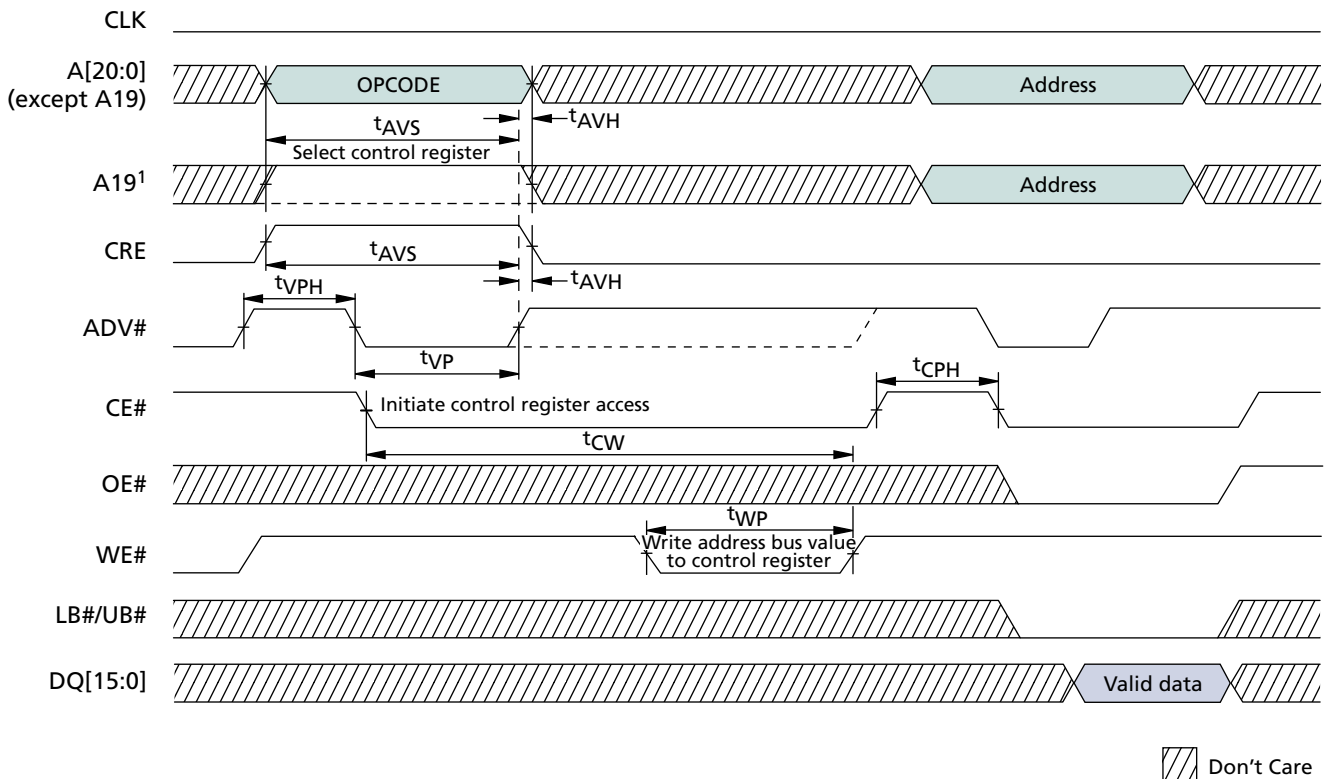 CLK
A[20:0]
(except A19)
OPCODE
Address
tAVS
tAVH
Select control register
A19¹
Address
CRE
tAVS
tAVH
tVPH
ADV#
tVP
tCPH
CE#
Initiate control register access
tCW
OE#
tWP
WE#
Write address bus value
to control register
LB#/UB#
DQ[15:0]
Valid data
Don't Care